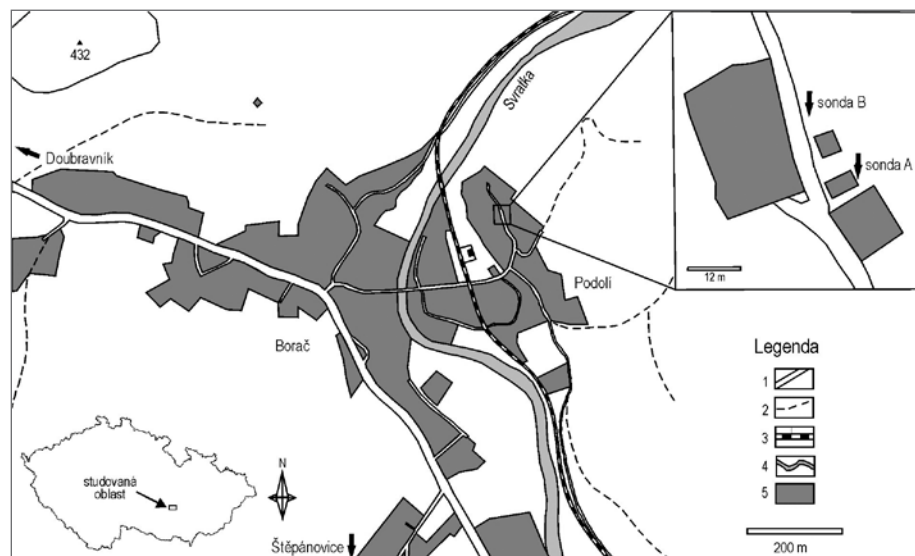 432
Doubravník
Svratka
sonda B
sonda A
12 m
Podolí
Borač
studovaná
oblast
N
Štěpánovice
Legenda
1
2
3
4
5
200 m